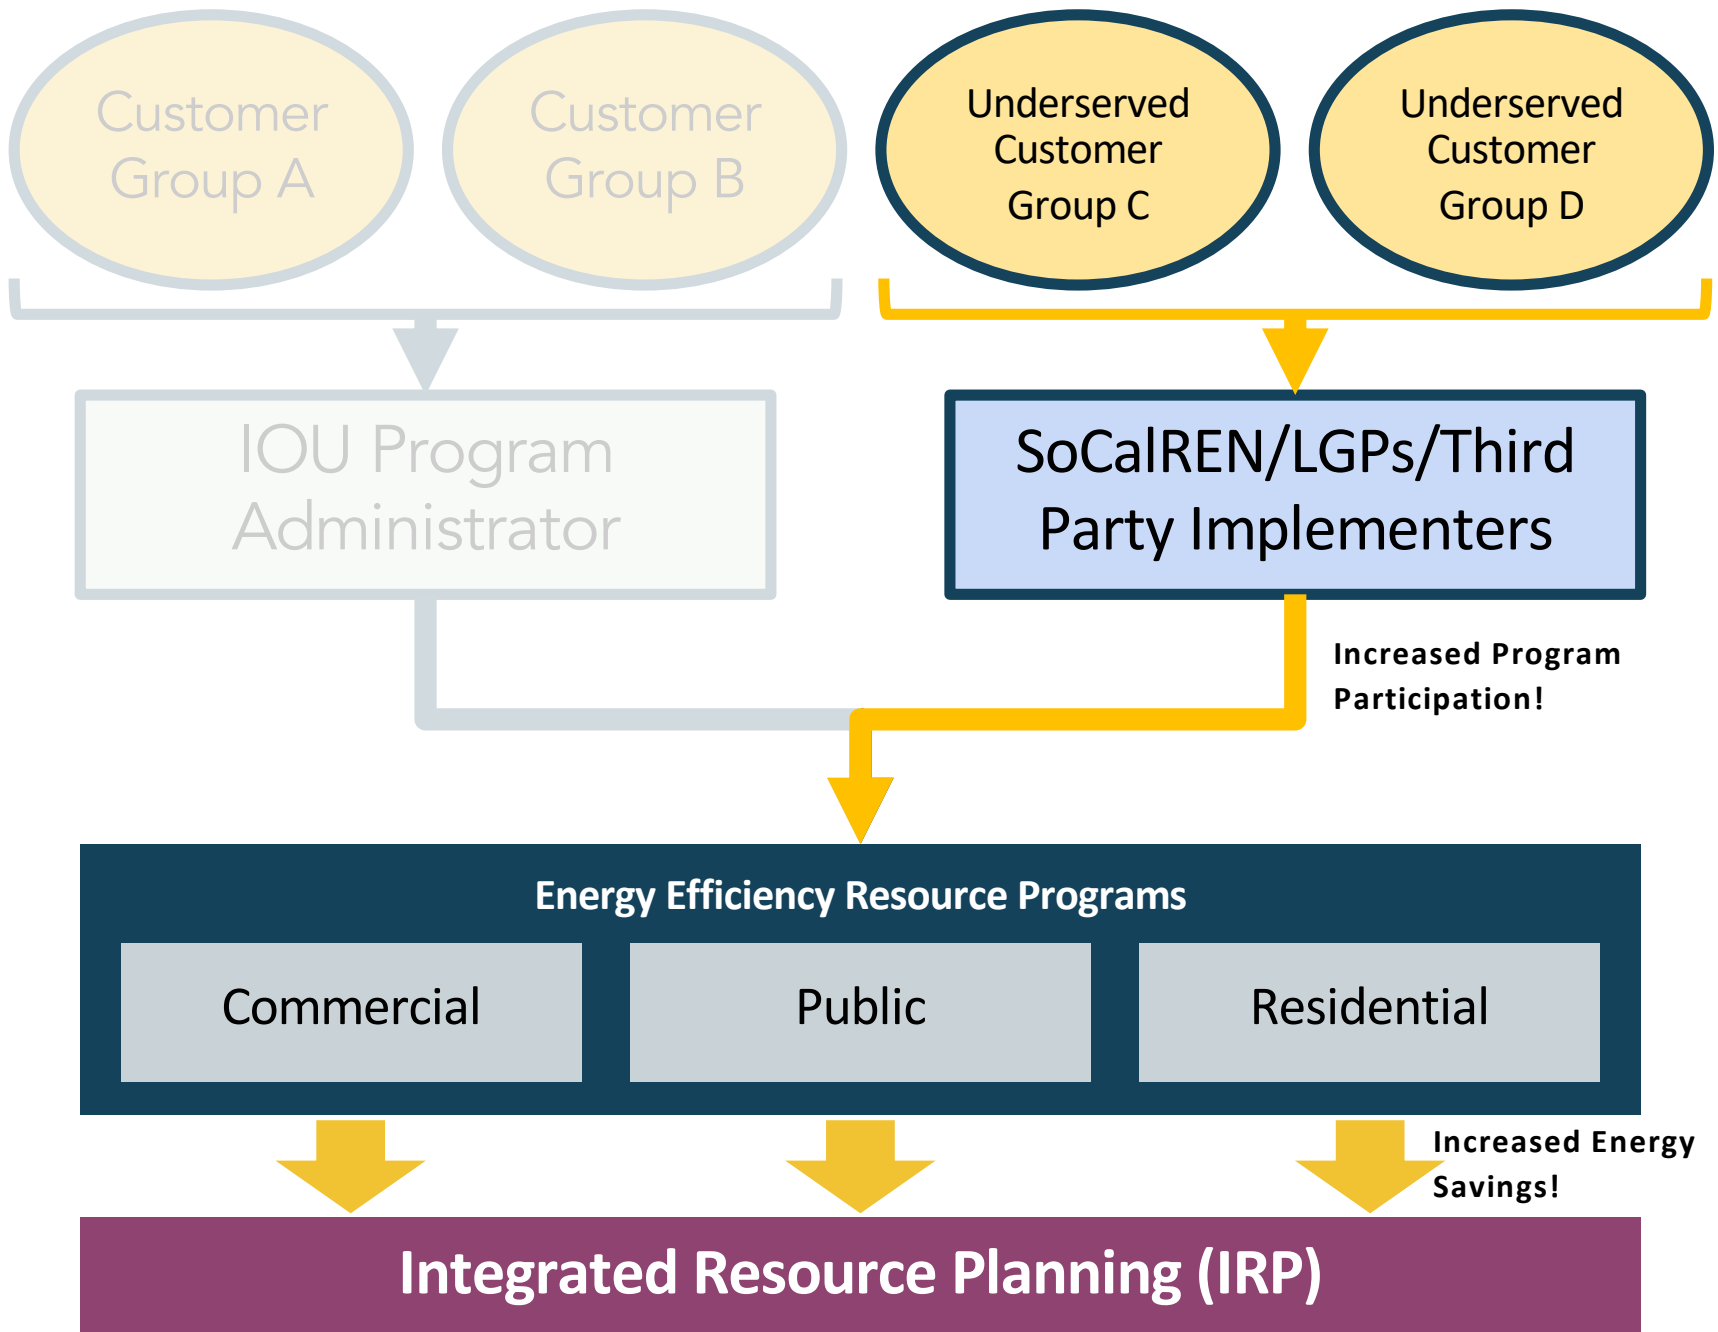 Customer
Group A
Customer
Group B
Underserved
Customer
Group C
Underserved
Customer
Group D
IOU Program
Administrator
SoCalREN/LGPs/Third
Party Implementers
Increased Program
Participation!
Energy Efficiency Resource Programs
Commercial
Public
Residential
Increased Energy
Savings!
Integrated Resource Planning (IRP)